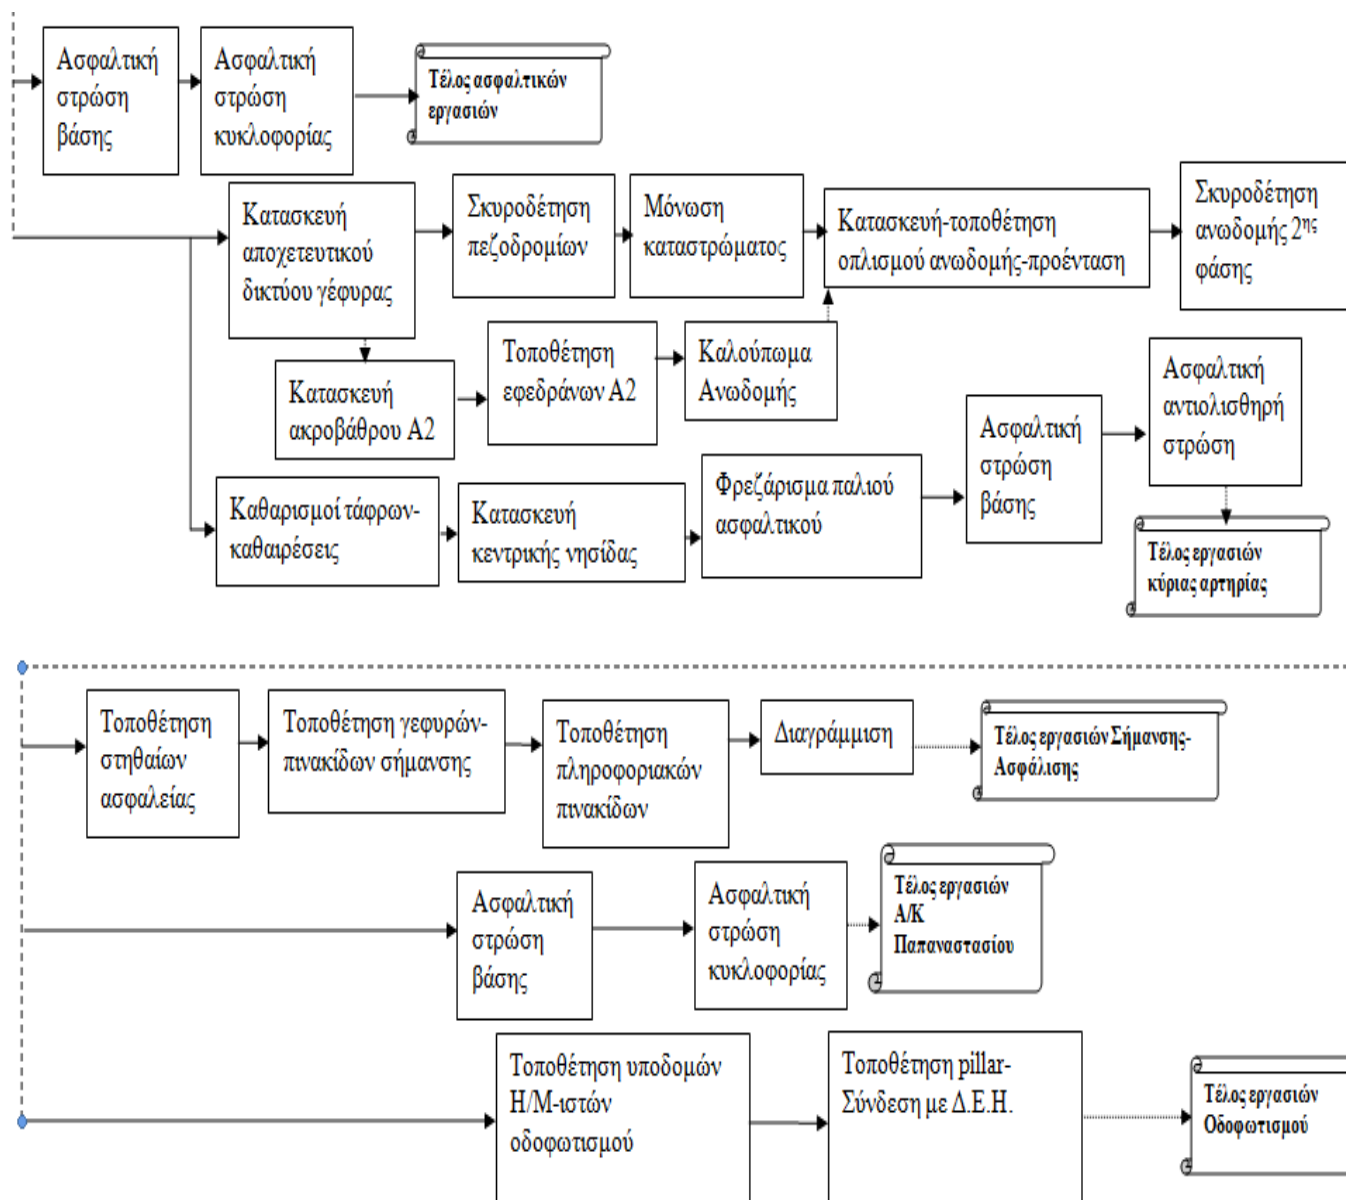 Ασφαλτική
στρώση
βάσης
Ασφαλτική
στρώση
κυκλοφορίας
Τέλος ασφαλτικών
εργασιών
Κατασκευή
αποχετευτικού
δικτύου γέφυρας
Σκυροδέτηση
πεζοδρομίων
Μόνωση
καταστρώματος
Κατασκευή-τοποθέτηση
οπλισμού ανωδομής-προένταση
Σκυροδέτηση
ανωδομής 2ης
φάσης
Κατασκευή
ακροβάθρου Α2
Τοποθέτηση
εφεδράνων Α2
Καλούπωμα
Ανωδομής
Ασφαλτική
στρώση
βάσης
Ασφαλτική
αντιολισθηρή
στρώση
Καθαρισμοί τάφρων-
καθαιρέσεις
Κατασκευή
κεντρικής νησίδας
Φρεζάρισμα παλιού
ασφαλτικού
Τέλος εργασιών
κύριας αρτηρίας
Τοποθέτηση
στηθαίων
ασφαλείας
Τοποθέτηση γεφυρών-
πινακίδων σήμανσης
Τοποθέτηση
πληροφοριακών
πινακίδων
Διαγράμμιση
Τέλος εργασιών Σήμανσης-
Ασφάλισης
Ασφαλτική
στρώση
βάσης
Ασφαλτική
στρώση
κυκλοφορίας
Τέλος εργασιών
Α/Κ
Παπαναστασίου
Τοποθέτηση υποδομών
Η/Μ-ιστών
οδοφωτισμού
Τοποθέτηση pillar-
Σύνδεση με Δ.Ε.Η.
Τέλος εργασιών
Οδοφωτισμού